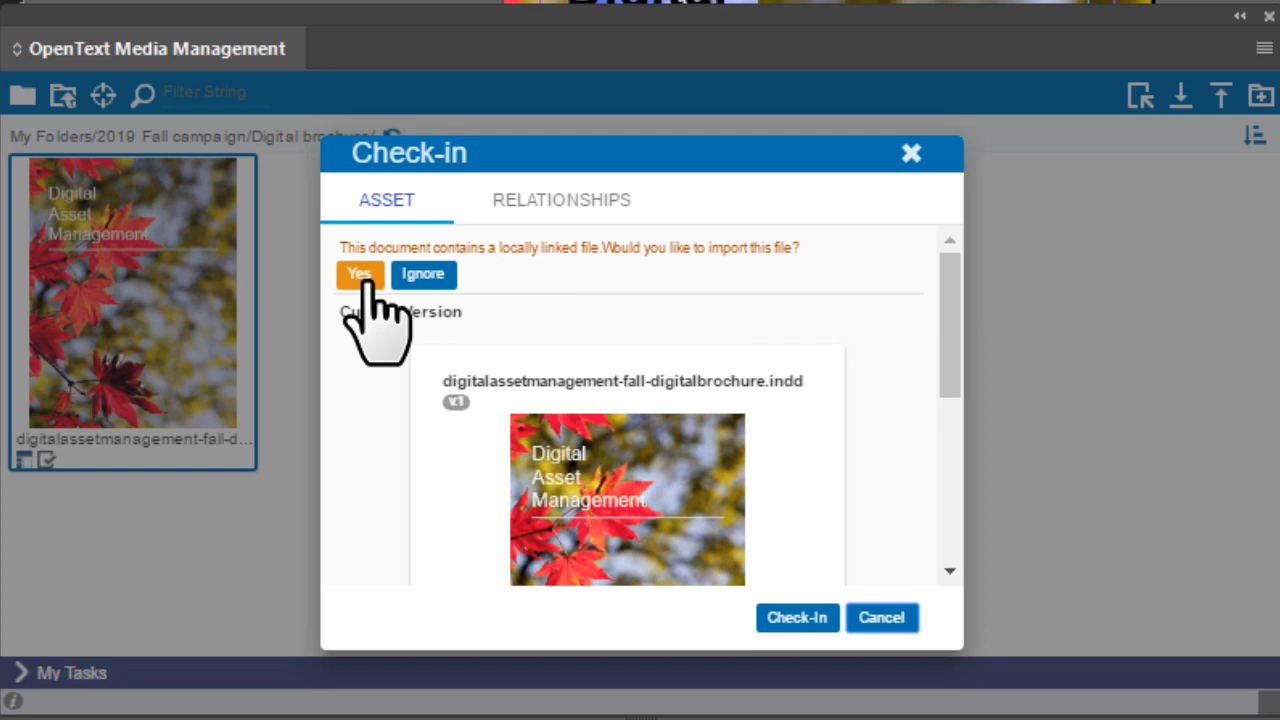 OpenText Media Management
Filter String
My Folders/2019 Fall campaign/Digital brochure/
Digital
Asset
Management
digitalassetmanagement-fall-d...
Check-in
ASSET RELATIONSHIPS
This document contains a locally linked file.Would you like to import this file?
Yes Ignore
Version
digitalassetmanagement-fall-digitalbrochure.indd
v.1
Digital
Asset
Management
Check-In Cancel
My Tasks